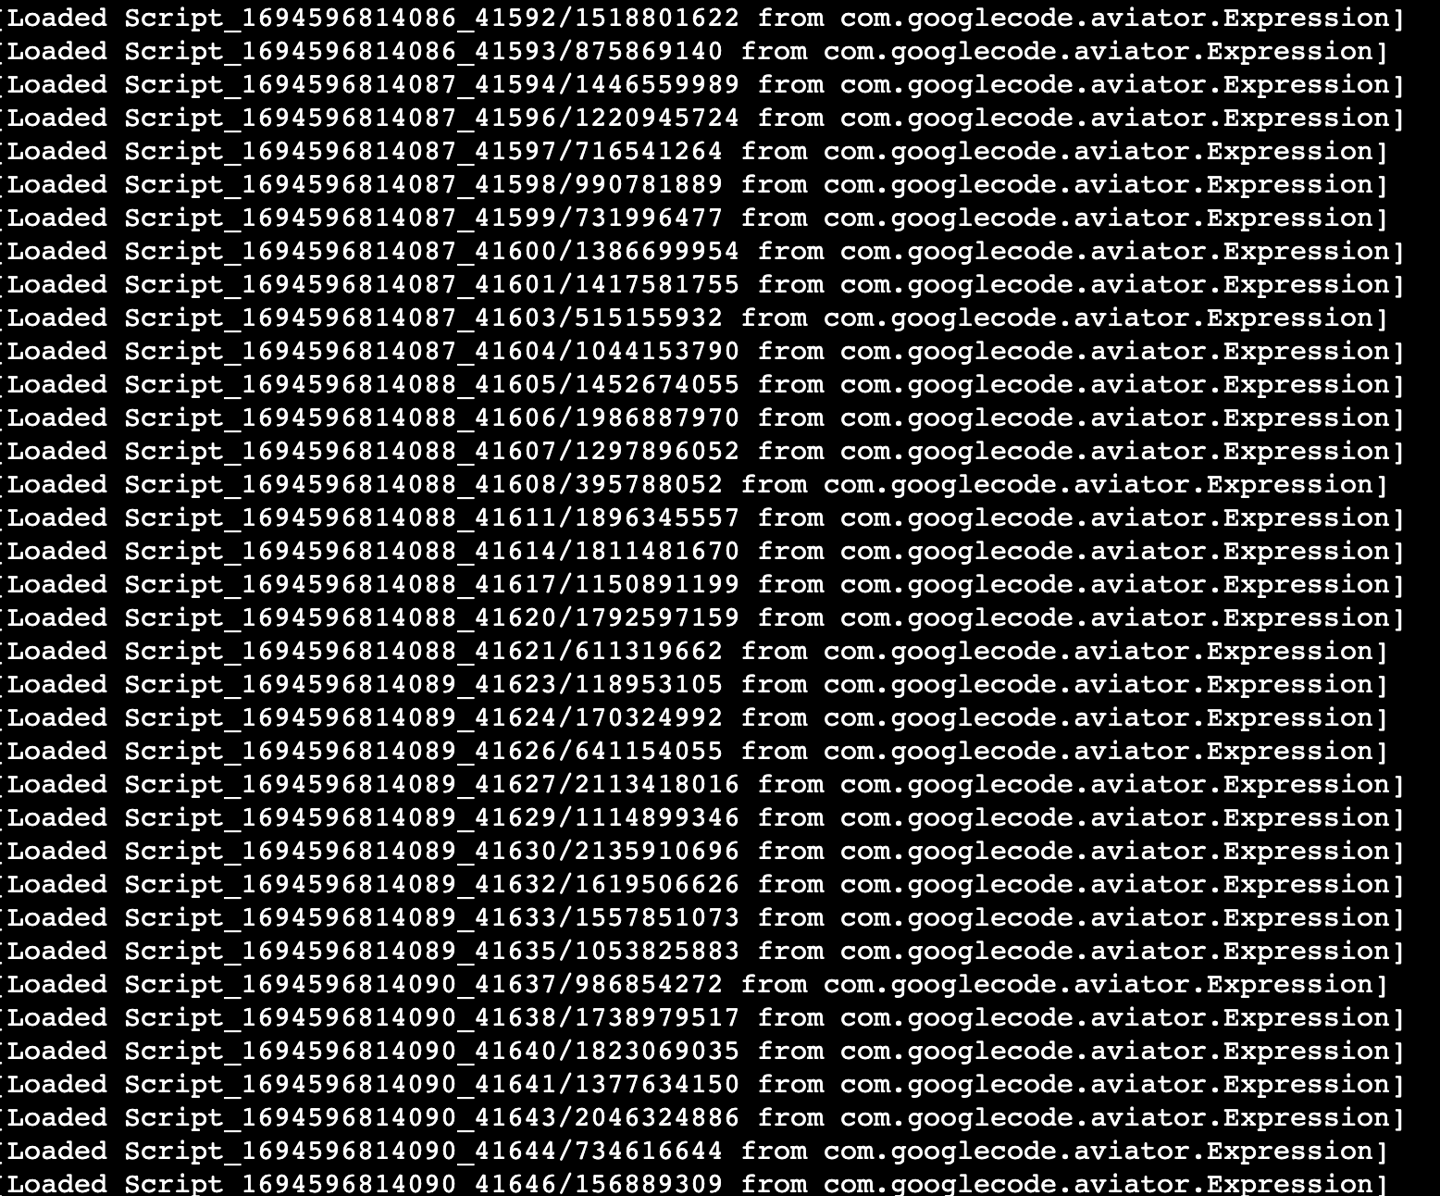 [Loaded Script_1694596814086_41592/1518801622 from com.googlecode.aviator.Expression]
[Loaded Script_1694596814086_41593/875869140 from com.googlecode.aviator.Expression]
[Loaded Script_1694596814087_41594/1446559989 from com.googlecode.aviator.Expression]
[Loaded Script_1694596814087_41596/1220945724 from com.googlecode.aviator.Expression]
[Loaded Script_1694596814087_41597/716541264 from com.googlecode.aviator.Expression]
[Loaded Script_1694596814087_41598/990781889 from com.googlecode.aviator.Expression]
[Loaded Script_1694596814087_41599/731996477 from com.googlecode.aviator.Expression]
[Loaded Script_1694596814087_41600/1386699954 from com.googlecode.aviator.Expression]
[Loaded Script_1694596814087_41601/1417581755 from com.googlecode.aviator.Expression]
[Loaded Script_1694596814087_41603/515155932 from com.googlecode.aviator.Expression]
[Loaded Script_1694596814087_41604/1044153790 from com.googlecode.aviator.Expression]
[Loaded Script_1694596814088_41605/1452674055 from com.googlecode.aviator.Expression]
[Loaded Script_1694596814088_41606/1986887970 from com.googlecode.aviator.Expression]
[Loaded Script_1694596814088_41607/1297896052 from com.googlecode.aviator.Expression]
[Loaded Script_1694596814088_41608/395788052 from com.googlecode.aviator.Expression]
[Loaded Script_1694596814088_41611/1896345557 from com.googlecode.aviator.Expression]
[Loaded Script_1694596814088_41614/1811481670 from com.googlecode.aviator.Expression]
[Loaded Script_1694596814088_41617/1150891199 from com.googlecode.aviator.Expression]
[Loaded Script_1694596814088_41620/1792597159 from com.googlecode.aviator.Expression]
[Loaded Script_1694596814088_41621/611319662 from com.googlecode.aviator.Expression]
[Loaded Script_1694596814089_41623/118953105 from com.googlecode.aviator.Expression]
[Loaded Script_1694596814089_41624/170324992 from com.googlecode.aviator.Expression]
[Loaded Script_1694596814089_41626/641154055 from com.googlecode.aviator.Expression]
[Loaded Script_1694596814089_41627/2113418016 from com.googlecode.aviator.Expression]
[Loaded Script_1694596814089_41629/1114899346 from com.googlecode.aviator.Expression]
[Loaded Script_1694596814089_41630/2135910696 from com.googlecode.aviator.Expression]
[Loaded Script_1694596814089_41632/1619506626 from com.googlecode.aviator.Expression]
[Loaded Script_1694596814089_41633/1557851073 from com.googlecode.aviator.Expression]
[Loaded Script_1694596814089_41635/1053825883 from com.googlecode.aviator.Expression]
[Loaded Script_1694596814090_41637/986854272 from com.googlecode.aviator.Expression]
[Loaded Script_1694596814090_41638/1738979517 from com.googlecode.aviator.Expression]
[Loaded Script_1694596814090_41640/1823069035 from com.googlecode.aviator.Expression]
[Loaded Script_1694596814090_41641/1377634150 from com.googlecode.aviator.Expression]
[Loaded Script_1694596814090_41643/2046324886 from com.googlecode.aviator.Expression]
[Loaded Script_1694596814090_41644/734616644 from com.googlecode.aviator.Expression]
[Loaded Script_1694596814090_41646/156889309 from com.googlecode.aviator.Expression]